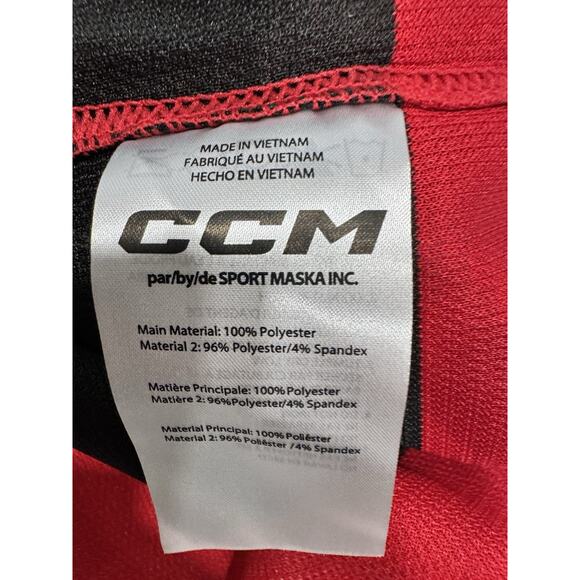 MADE IN VIETNAM
FABRIQUÉ AU VIETNAM
HECHO EN VIETNAM
CCM
par/by/de SPORT MASKA INC.
Main Material: 100% Polyester
Material 2: 96% Polyester/4% Spandex
Matière Principale: 100% Polyester
Matière 2: 96%Polyester/4% Spandex
Material Principal: 100% Poliéster
Material 2: 96% Poliéster /4% Spandex